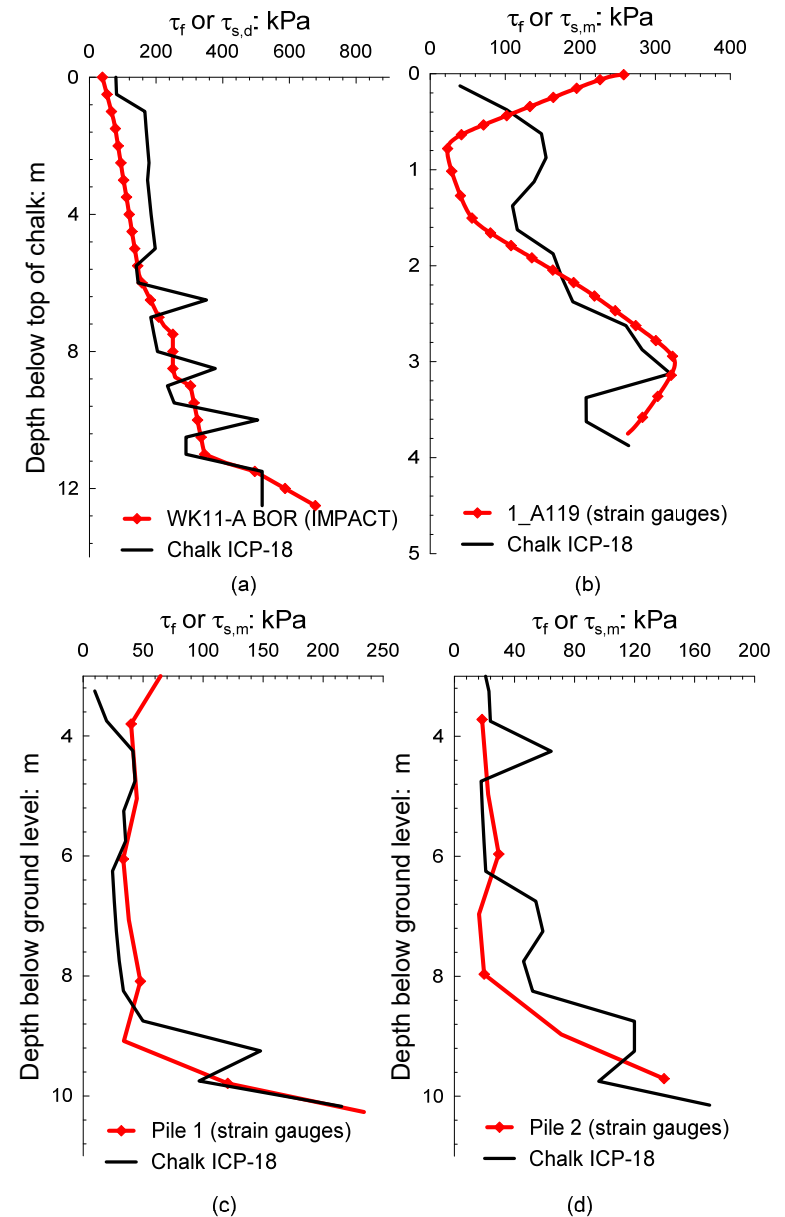 τf or τs,d: kPa
0 200 400 600 800
Depth below top of chalk: m
0
4
8
12
WK11-A BOR (IMPACT)
Chalk ICP-18
(a)
τf or τs,m: kPa
0 100 200 300 400
0
1
2
3
4
5
1_A119 (strain gauges)
Chalk ICP-18
(b)
τf or τs,m: kPa
0 50 100 150 200 250
Depth below ground level: m
4
6
8
10
Pile 1 (strain gauges)
Chalk ICP-18
(c)
τf or τs,m: kPa
0 40 80 120 160 200
Depth below ground level: m
4
6
8
10
Pile 2 (strain gauges)
Chalk ICP-18
(d)